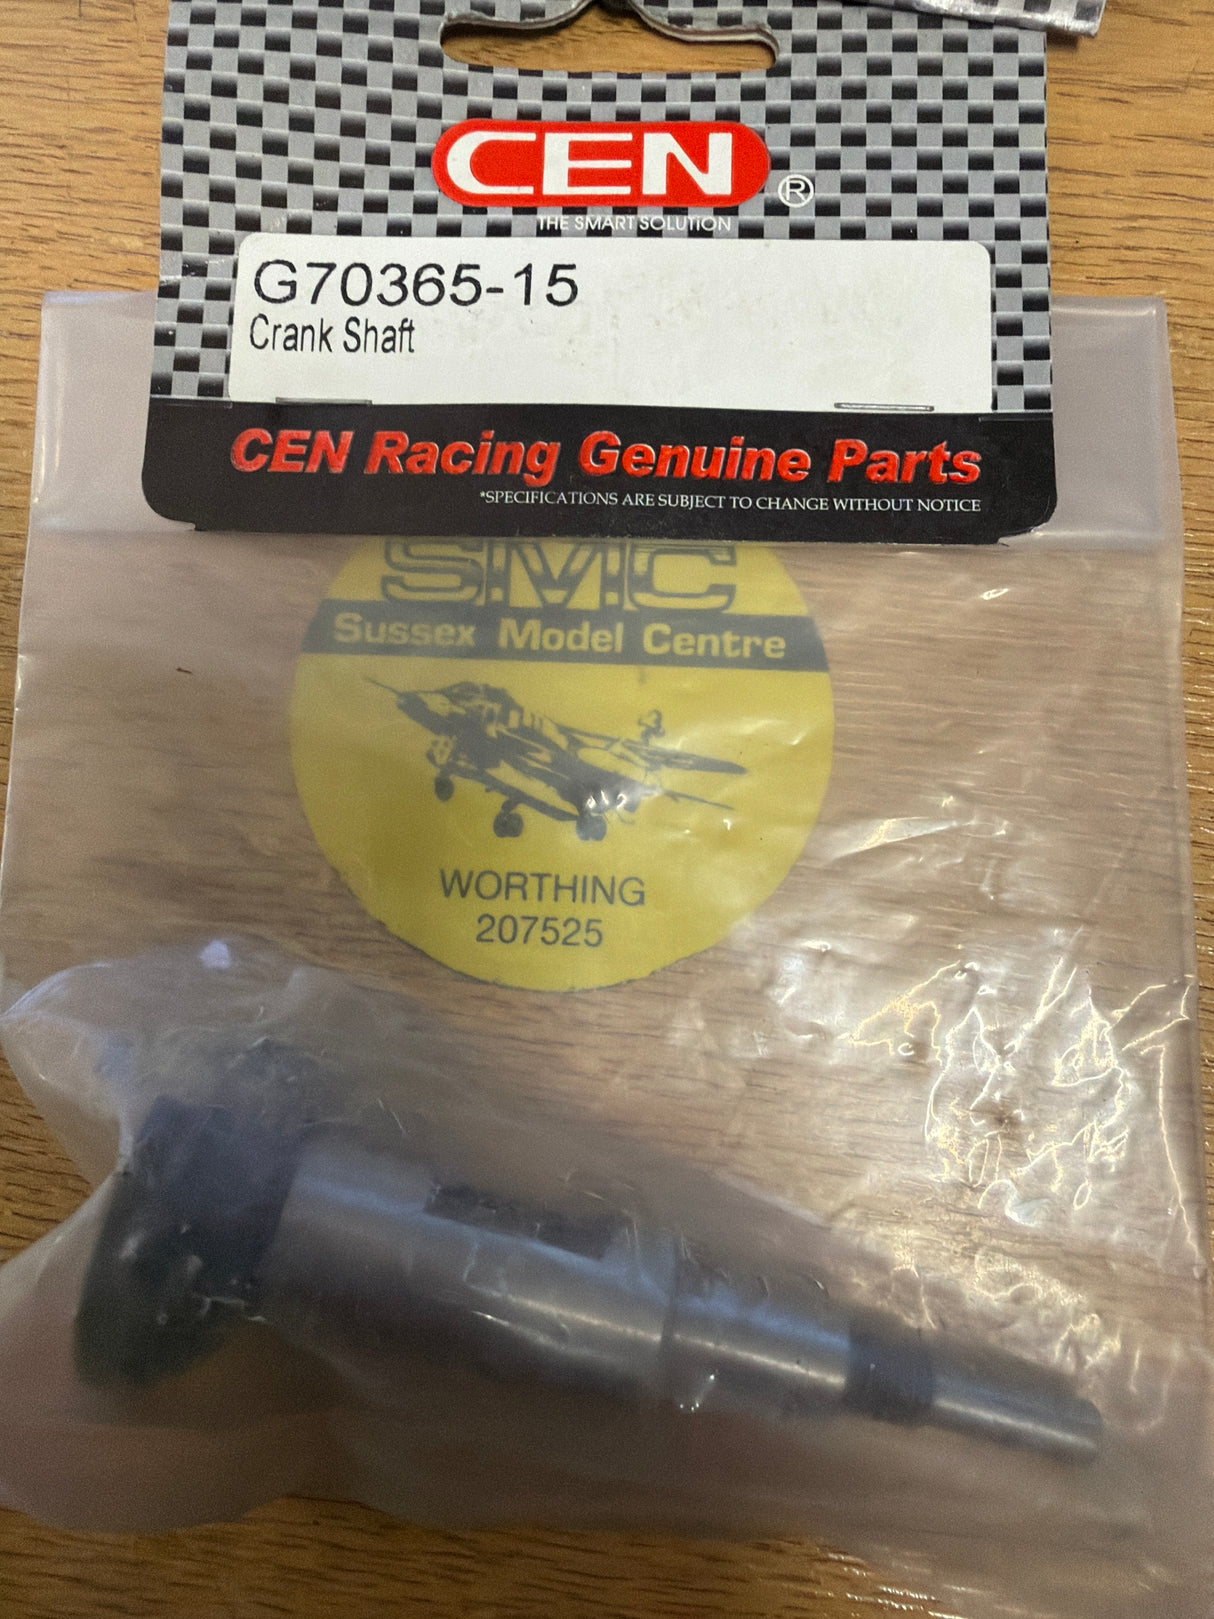 CEN ®
THE SMART SOLUTION
G70365-15
Crank Shaft
CEN Racing Genuine Parts
*SPECIFICATIONS ARE SUBJECT TO CHANGE WITHOUT NOTICE
SMC
Sussex Model Centre
WORTHING
207525